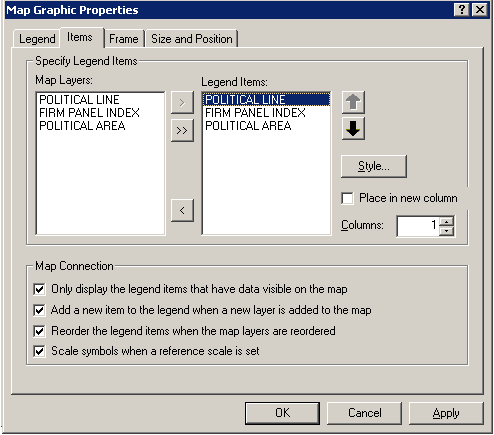 Map Graphic Properties
Legend Items Frame Size and Position
Specify Legend Items
Map Layers: Legend Items:
POLITICAL LINE POLITICAL LINE
FIRM PANEL INDEX FIRM PANEL INDEX
POLITICAL AREA POLITICAL AREA
>
>>
<
Style...
Place in new column
Columns: 1
Map Connection
Only display the legend items that have data visible on the map
Add a new item to the legend when a new layer is added to the map
Reorder the legend items when the map layers are reordered
Scale symbols when a reference scale is set
OK Cancel Apply